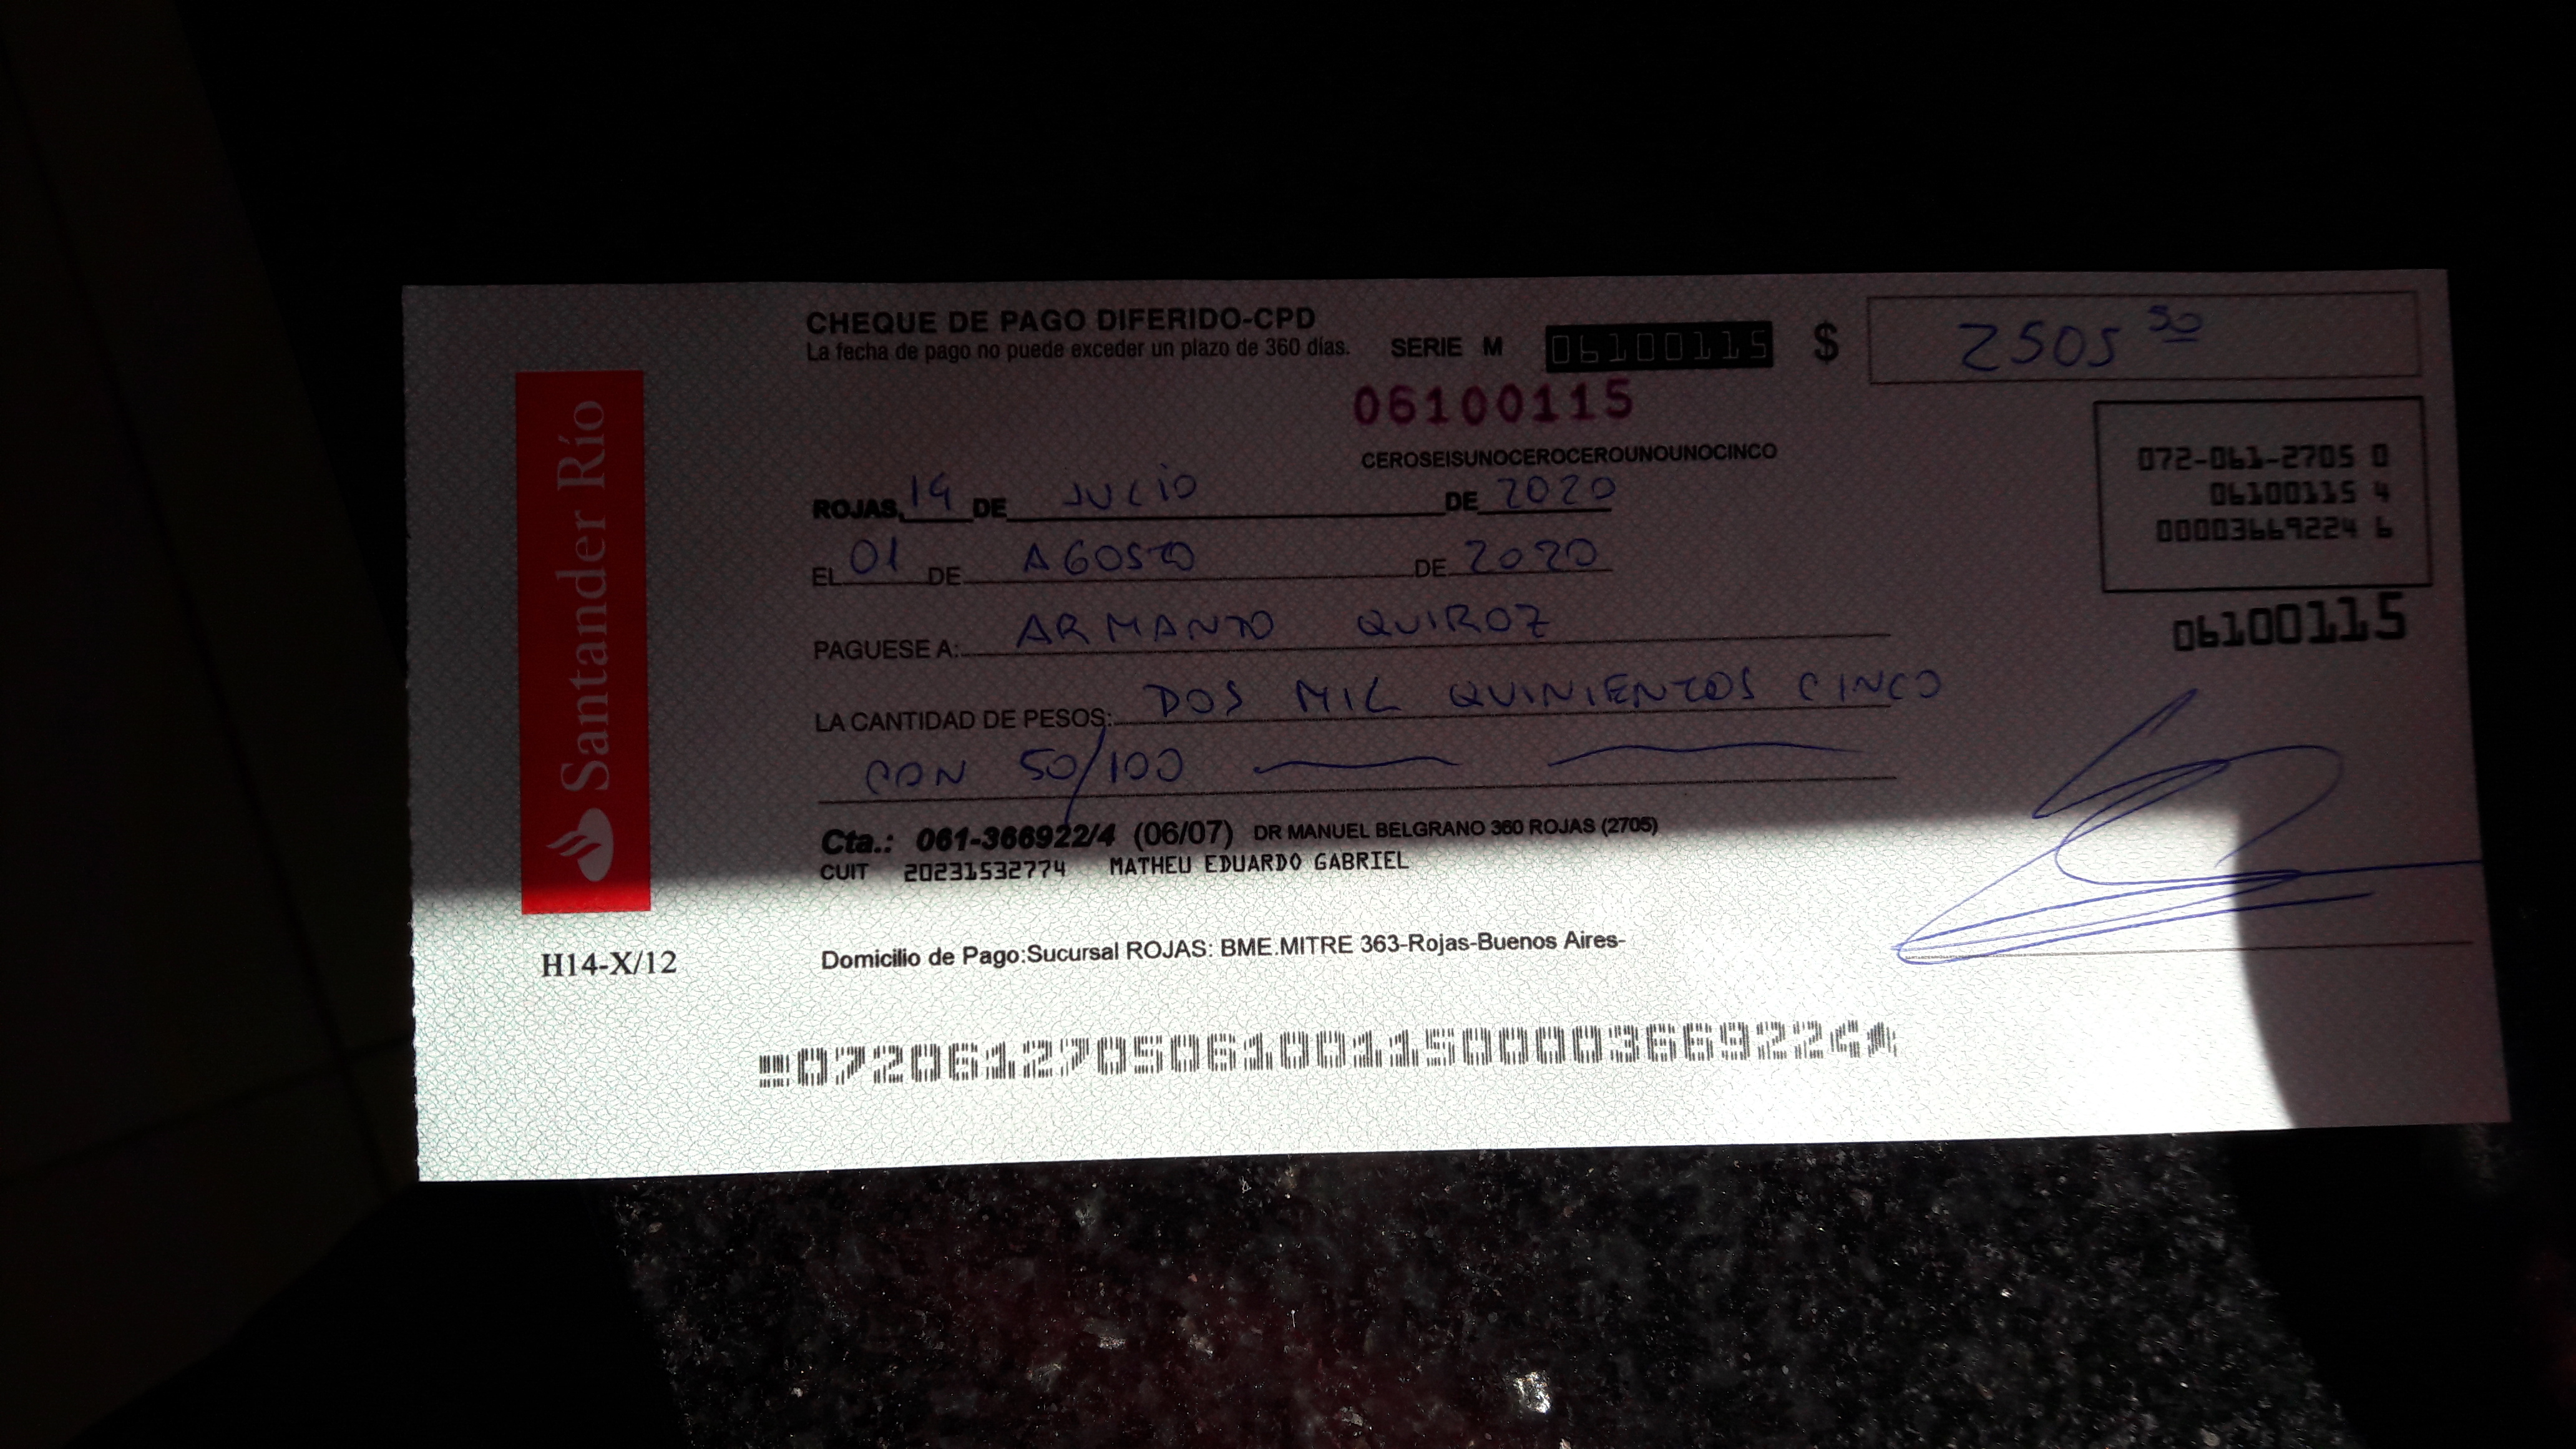 CHEQUE DE PAGO DIFERIDO-CPD
La fecha de pago no puede exceder un plazo de 360 días.
SERIE M 06100115 $ 2505 50
06100115
CEROSEISUNOCEROCEROUNOUNOCINCO
072-061-2705 0
06100115 4
00003669224 6
06100115
Santander Río
ROJAS, 14 DE JULIO DE 2020
EL 01 DE AGOSTO DE 2020
PAGUESE A: ARMANDO QUIROZ
LA CANTIDAD DE PESOS: DOS MIL QUINIENTOS CINCO
CON 50/100
Cta.: 061-366922/4 (06/07) DR MANUEL BELGRANO 360 ROJAS (2705)
CUIT 20231532774 MATHEU EDUARDO GABRIEL
H14-X/12
Domicilio de Pago:Sucursal ROJAS: BME.MITRE 363-Rojas-Buenos Aires-
07206127050610011500003669224